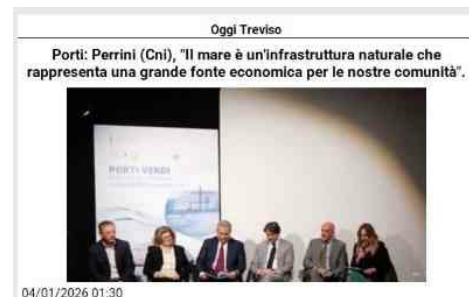 Oggi Treviso
Porti: Perrini (Cni), "Il mare è un'infrastruttura naturale che
rappresenta una grande fonte economica per le nostre comunità".
PORTI VERDI
04/01/2026 01:30